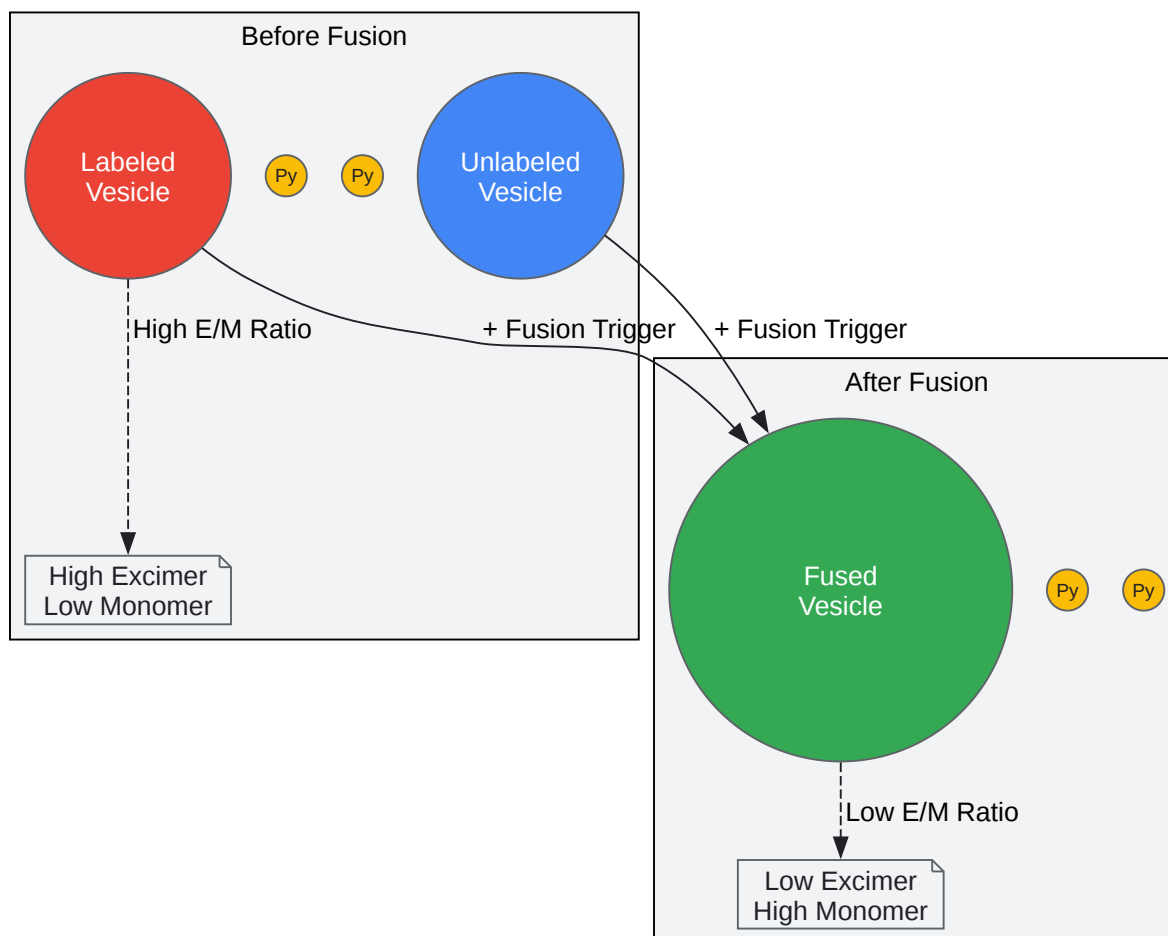 Before Fusion
Labeled
Vesicle
Py
Py
Unlabeled
Vesicle
High E/M Ratio
+ Fusion Trigger
+ Fusion Trigger
High Excimer
Low Monomer
After Fusion
Fused
Vesicle
Py
Py
Low E/M Ratio
Low Excimer
High Monomer